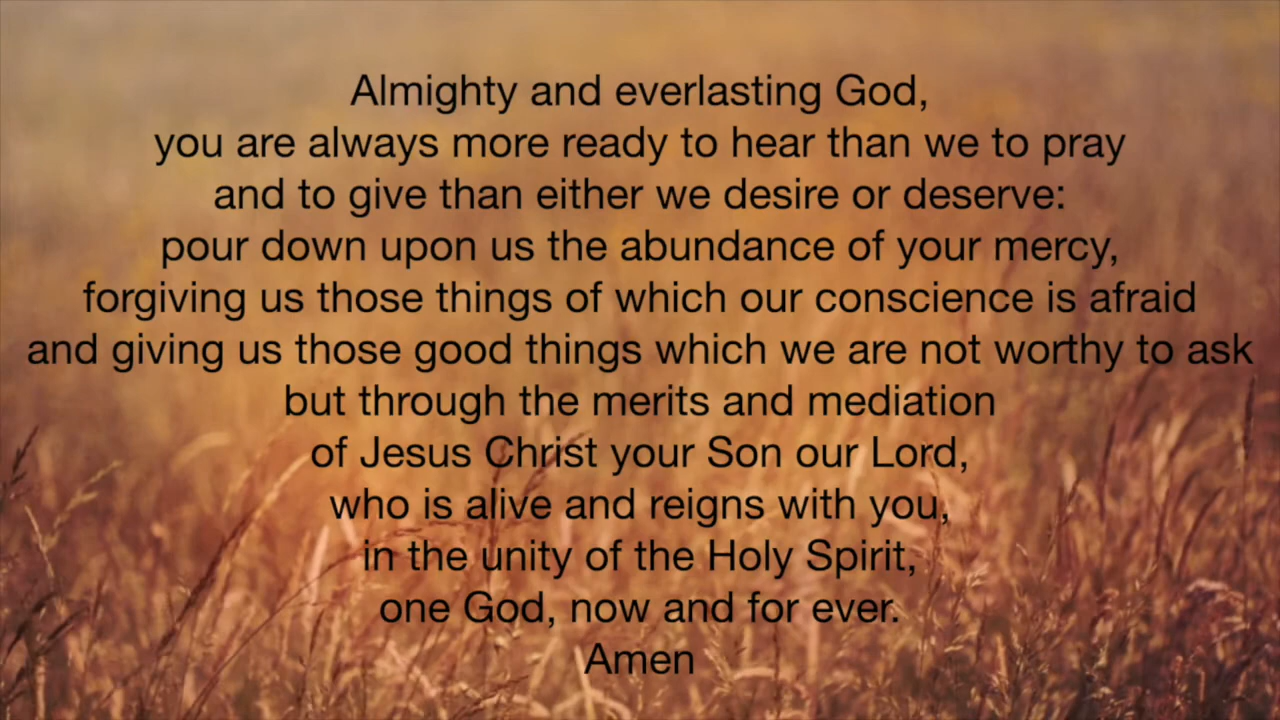 Almighty and everlasting God,
you are always more ready to hear than we to pray
and to give than either we desire or deserve:
pour down upon us the abundance of your mercy,
forgiving us those things of which our conscience is afraid
and giving us those good things which we are not worthy to ask
but through the merits and mediation
of Jesus Christ your Son our Lord,
who is alive and reigns with you,
in the unity of the Holy Spirit,
one God, now and for ever.
Amen